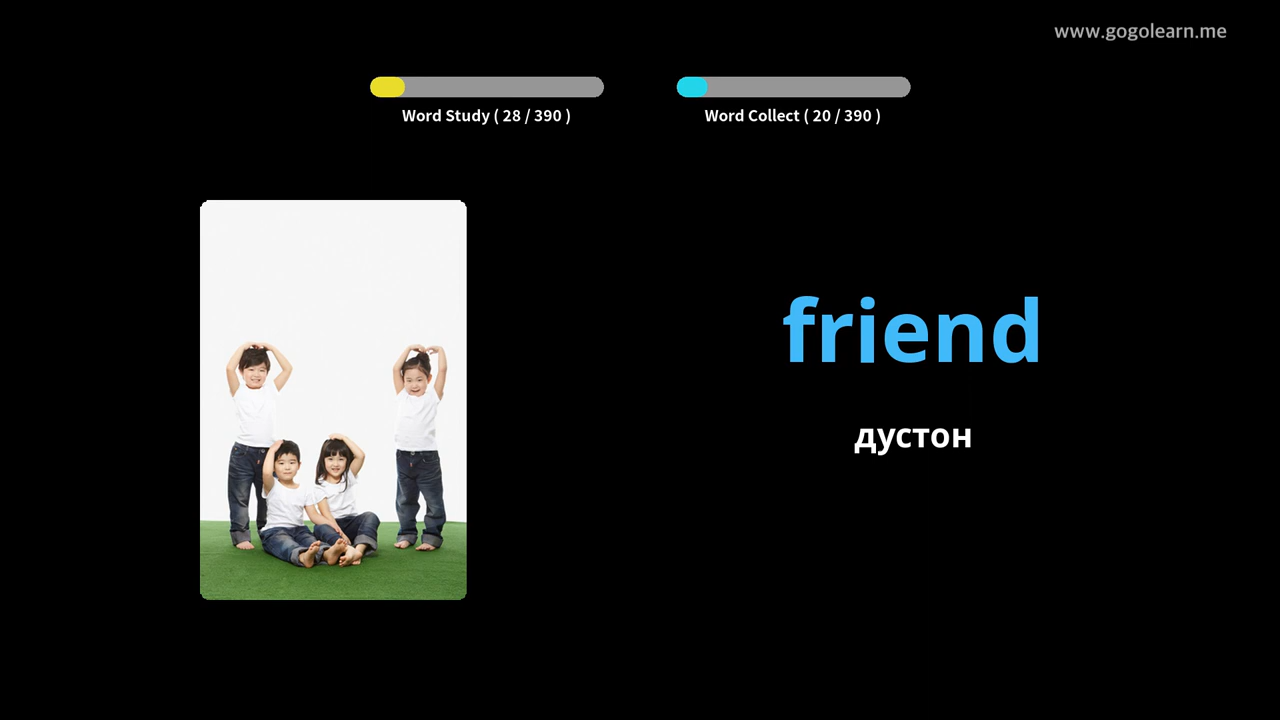 www.gogolearn.me
Word Study ( 28 / 390 )
Word Collect ( 20 / 390 )
friend
дустон